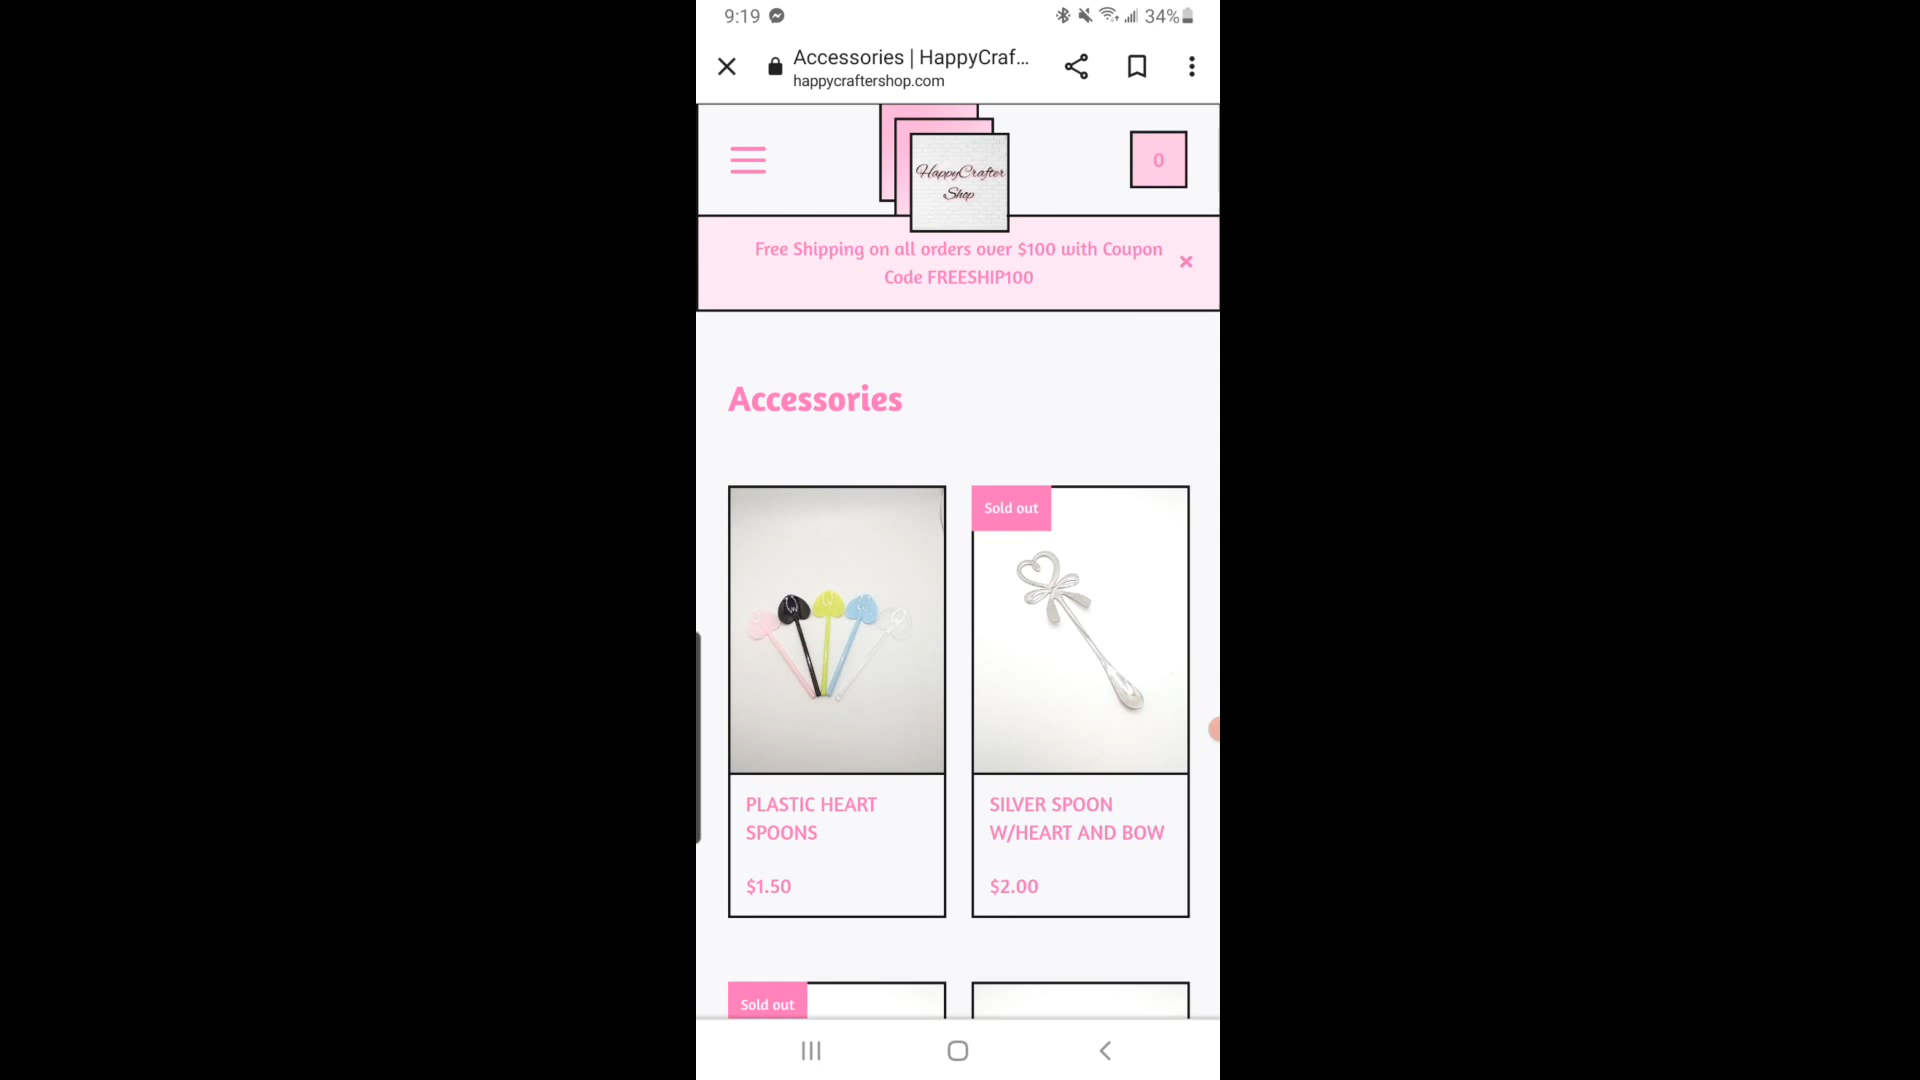 9:19
34%
Accessories | HappyCraf...
happycraftershop.com
HappyCrafter
Shop
0
Free Shipping on all orders over $100 with Coupon
Code FREESHIP100
Accessories
Sold out
PLASTIC HEART
SPOONS
$1.50
SILVER SPOON
W/HEART AND BOW
$2.00
Sold out